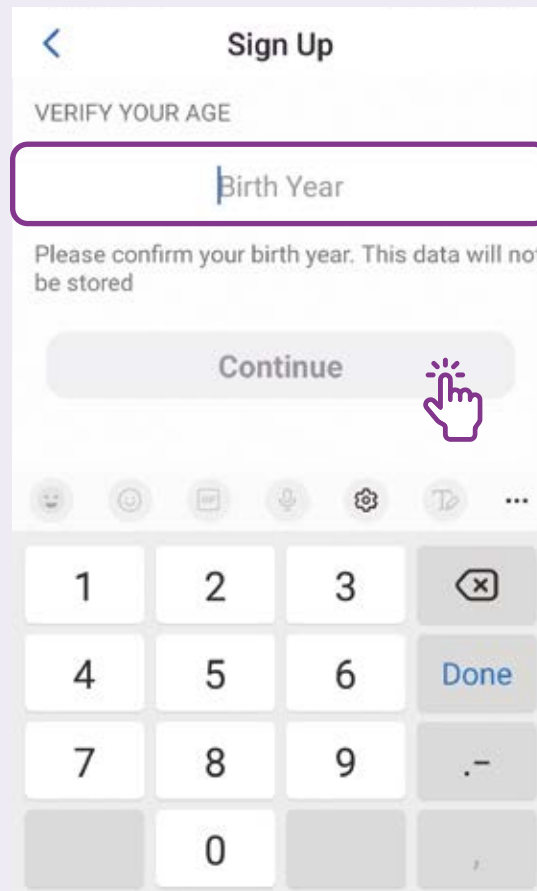 Sign Up
VERIFY YOUR AGE
Birth Year
Please confirm your birth year. This data will not
be stored
Continue
GIF
1 2 3
4 5 6 Done
7 8 9 .-
0 ,